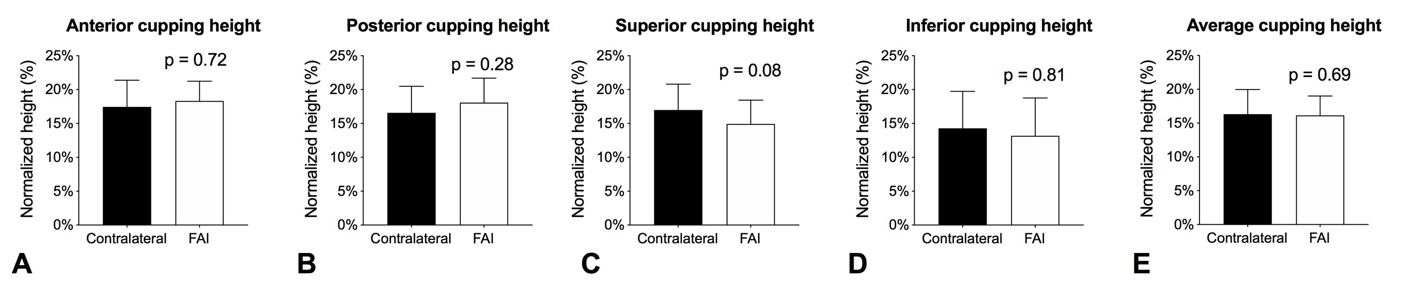 Anterior cupping height
Normalized height (%)
25%
20%
15%
10%
5%
0%
p = 0.72
Contralateral FAI
A
Posterior cupping height
Normalized height (%)
25%
20%
15%
10%
5%
0%
p = 0.28
Contralateral FAI
B
Superior cupping height
Normalized height (%)
25%
20%
15%
10%
5%
0%
p = 0.08
Contralateral FAI
C
Inferior cupping height
Normalized height (%)
25%
20%
15%
10%
5%
0%
p = 0.81
Contralateral FAI
D
Average cupping height
Normalized height (%)
25%
20%
15%
10%
5%
0%
p = 0.69
Contralateral FAI
E